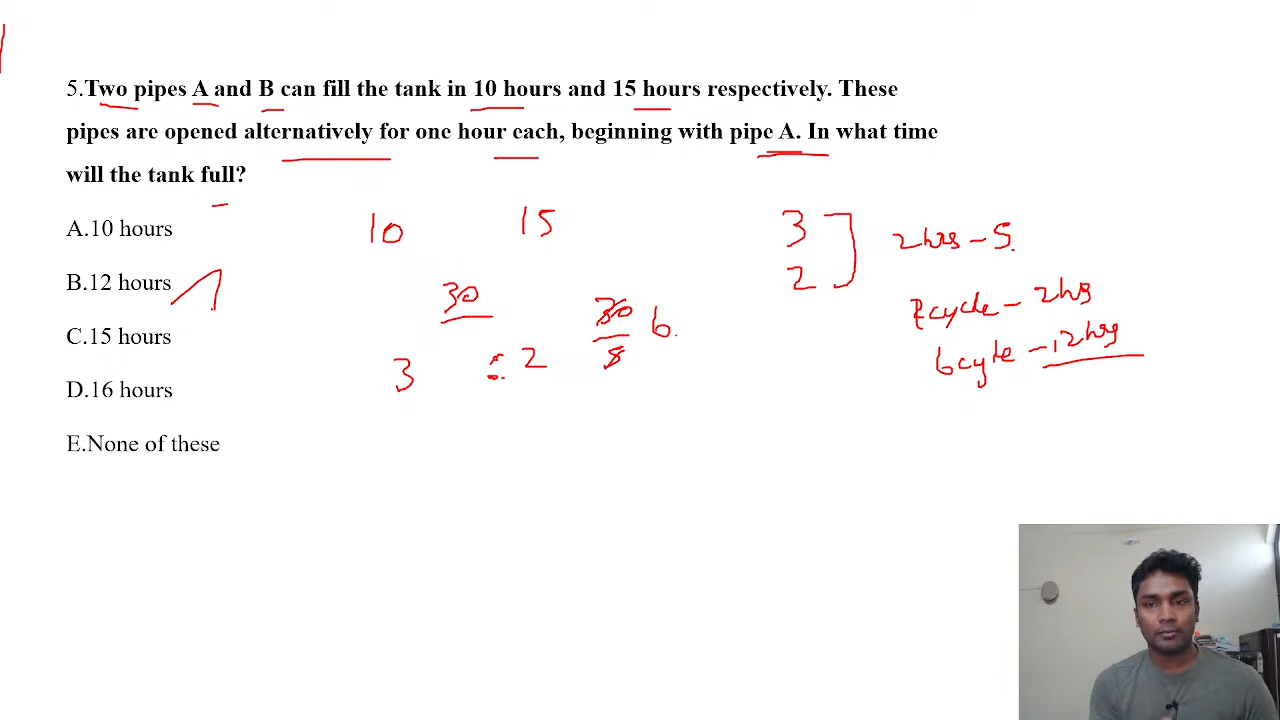 5.Two pipes A and B can fill the tank in 10 hours and 15 hours respectively. These
pipes are opened alternatively for one hour each, beginning with pipe A. In what time
will the tank full?
A.10 hours
B.12 hours
C.15 hours
D.16 hours
E.None of these
10 15
30
3 : 2
30
5
6.
3
2
2hrs - 5.
1cycle - 2hrs
6cycle - 12hrs